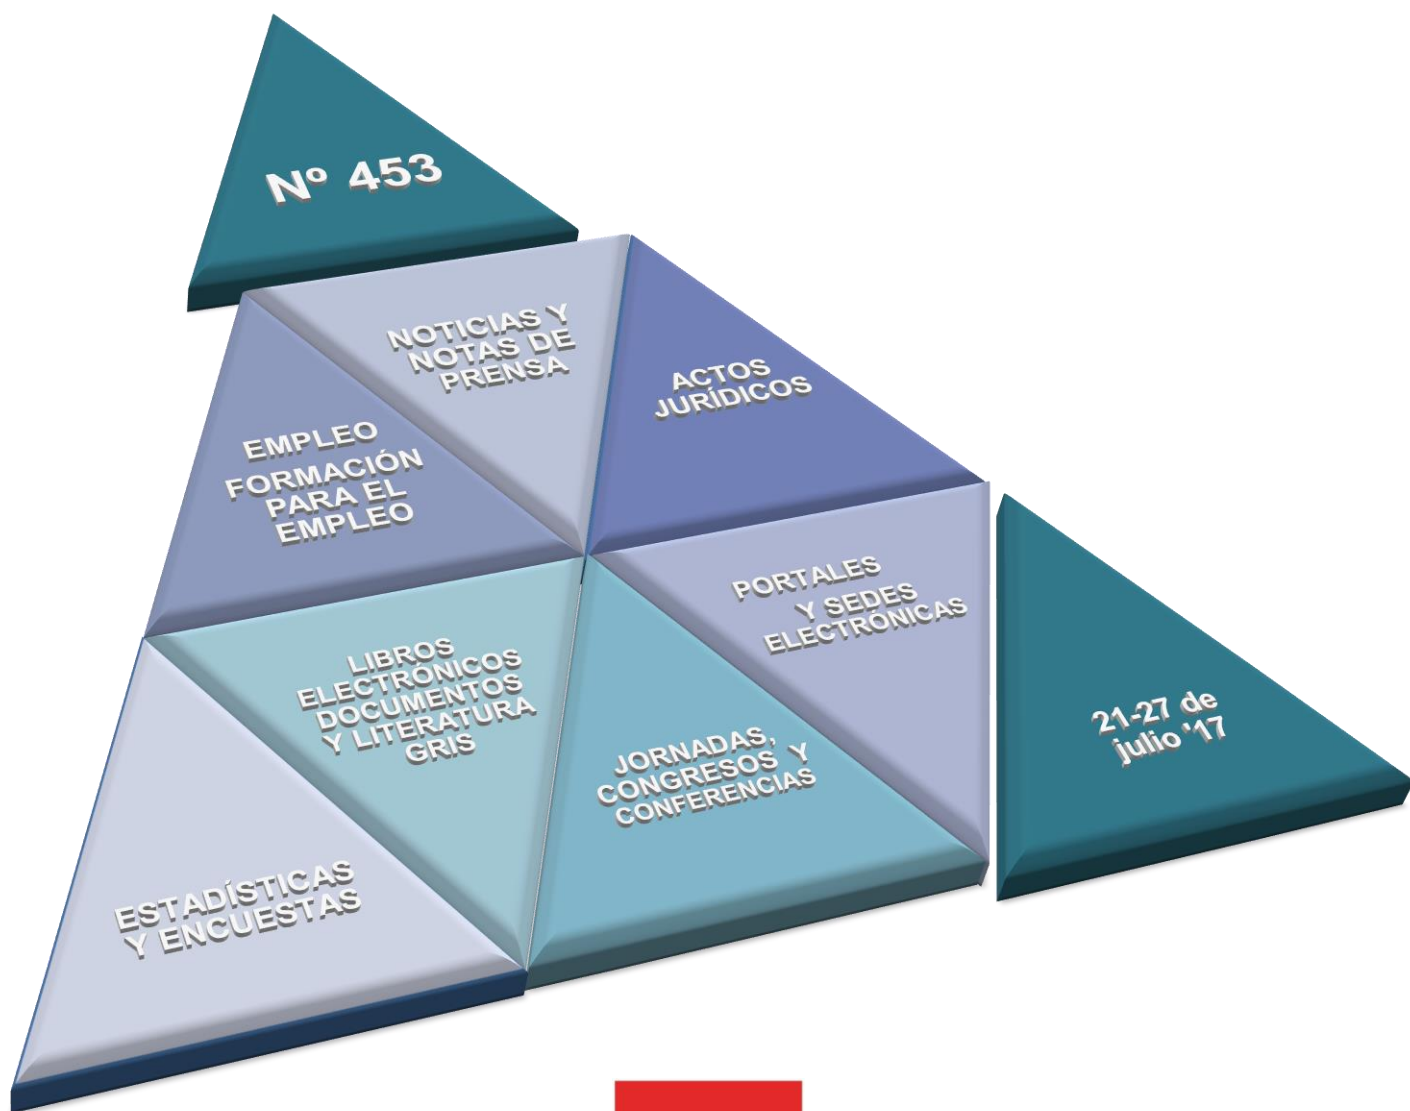 Nº 453
NOTICIAS Y
NOTAS DE
PRENSA
ACTOS
JURÍDICOS
EMPLEO
FORMACIÓN
PARA EL
EMPLEO
PORTALES
Y SEDES
ELECTRÓNICAS
LIBROS
ELECTRÓNICOS
DOCUMENTOS
Y LITERATURA
GRIS
JORNADAS,
CONGRESOS Y
CONFERENCIAS
21-27 de
julio '17
ESTADÍSTICAS
Y ENCUESTAS